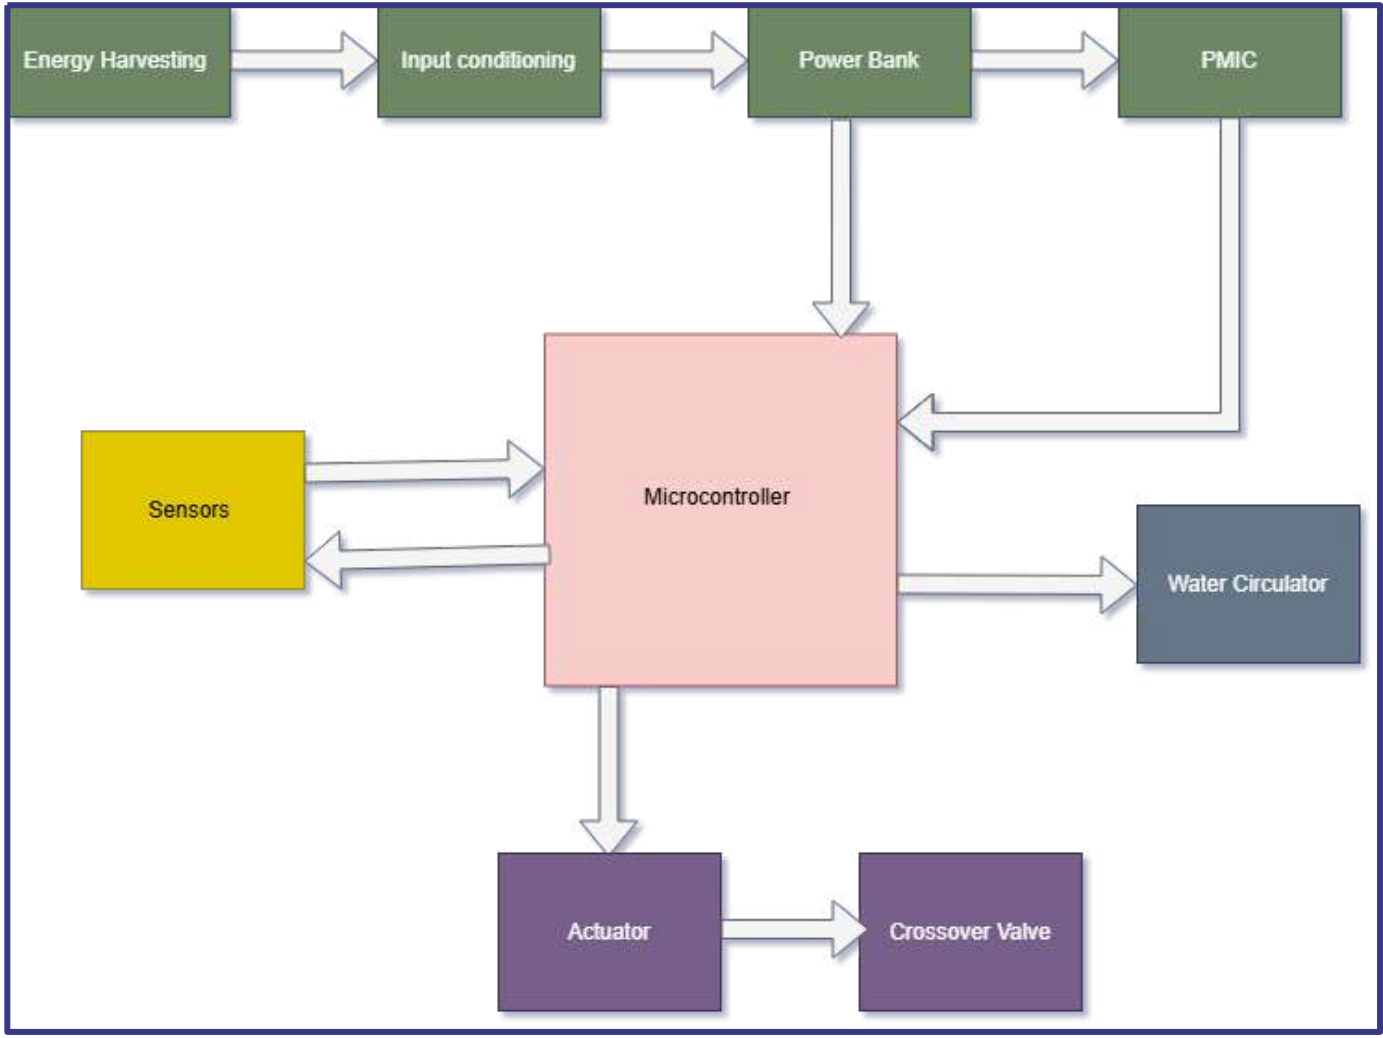 Energy Harvesting
Input conditioning
Power Bank
PMIC
Microcontroller
Sensors
Water Circulator
Actuator
Crossover Valve